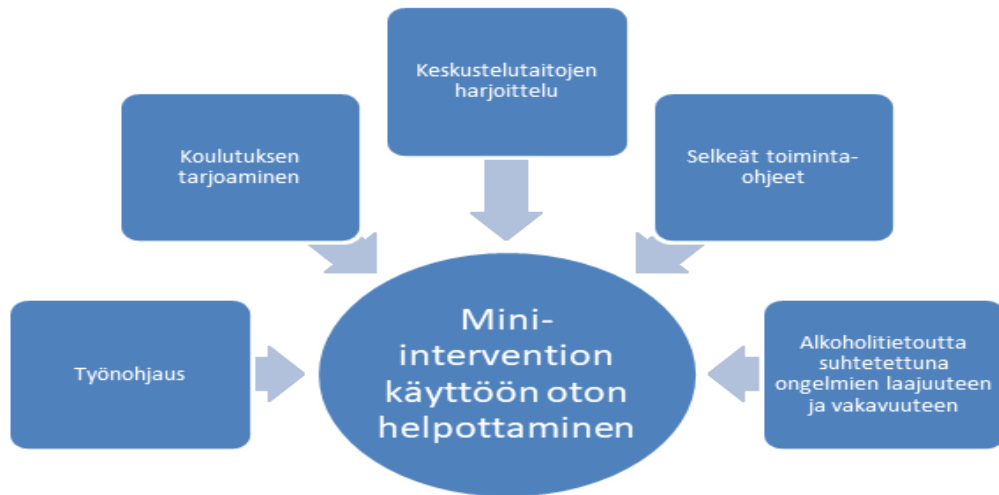 Keskustelutaitojen
harjoittelu
Koulutuksen
tarjoaminen
Selkeät toiminta-
ohjeet
Työnohjaus
Mini-
intervention
käyttöön oton
helpottaminen
Alkoholitietoutta
suhtetettuna
ongelmien laajuuteen
ja vakavuuteen